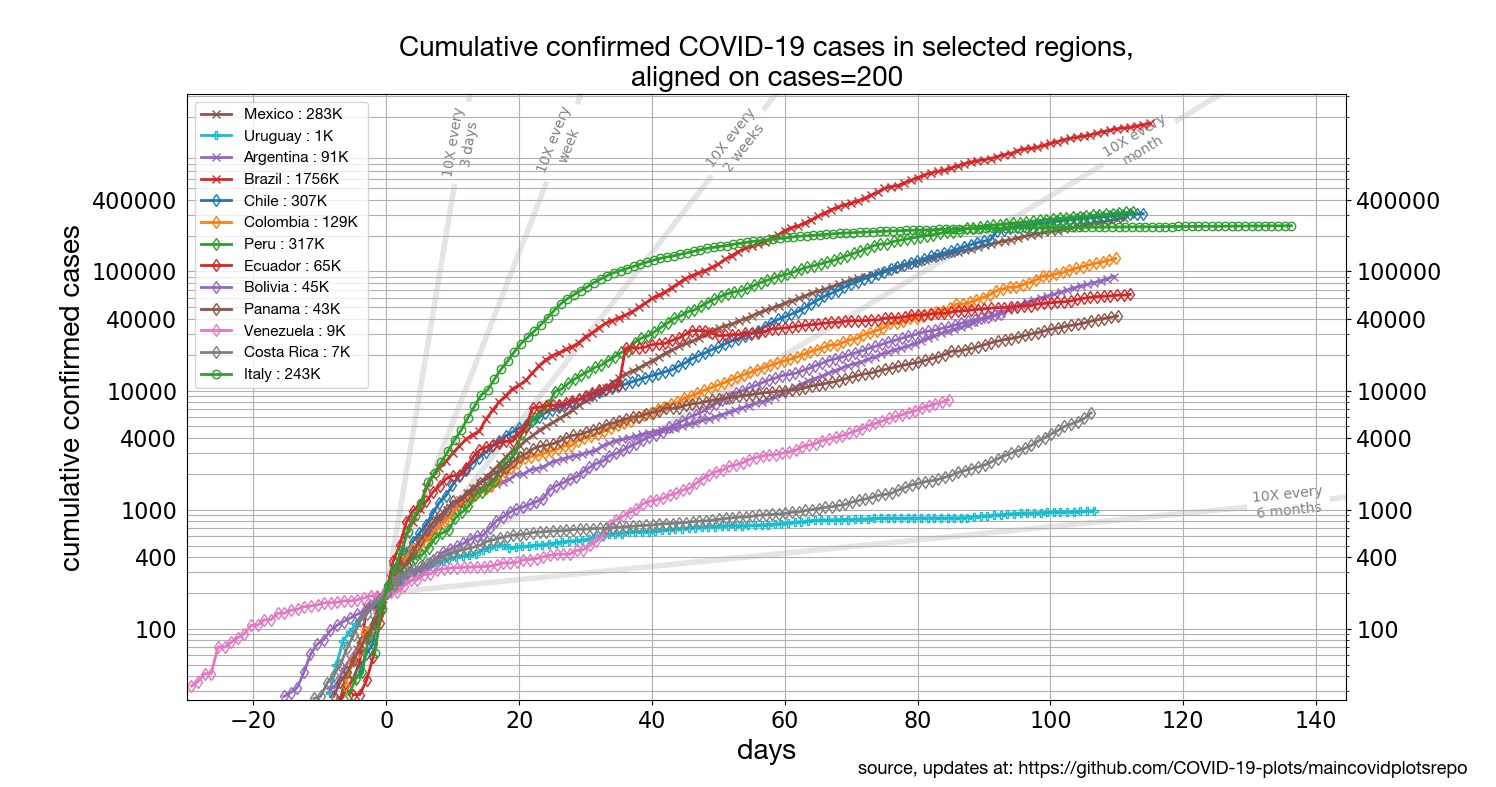 Cumulative confirmed COVID-19 cases in selected regions,
aligned on cases=200
Mexico : 283K
Uruguay : 1K
Argentina : 91K
Brazil : 1756K
Chile : 307K
Colombia : 129K
Peru : 317K
Ecuador : 65K
Bolivia : 45K
Panama : 43K
Venezuela : 9K
Costa Rica : 7K
Italy : 243K
10X every
3 days
10X every
week
10X every
2 weeks
10X every
month
10X every
6 months
cumulative confirmed cases
400000
100000
40000
10000
4000
1000
400
100
400000
100000
40000
10000
4000
1000
400
100
−20
0
20
40
60
80
100
120
140
days
source, updates at: https://github.com/COVID-19-plots/maincovidplotsrepo